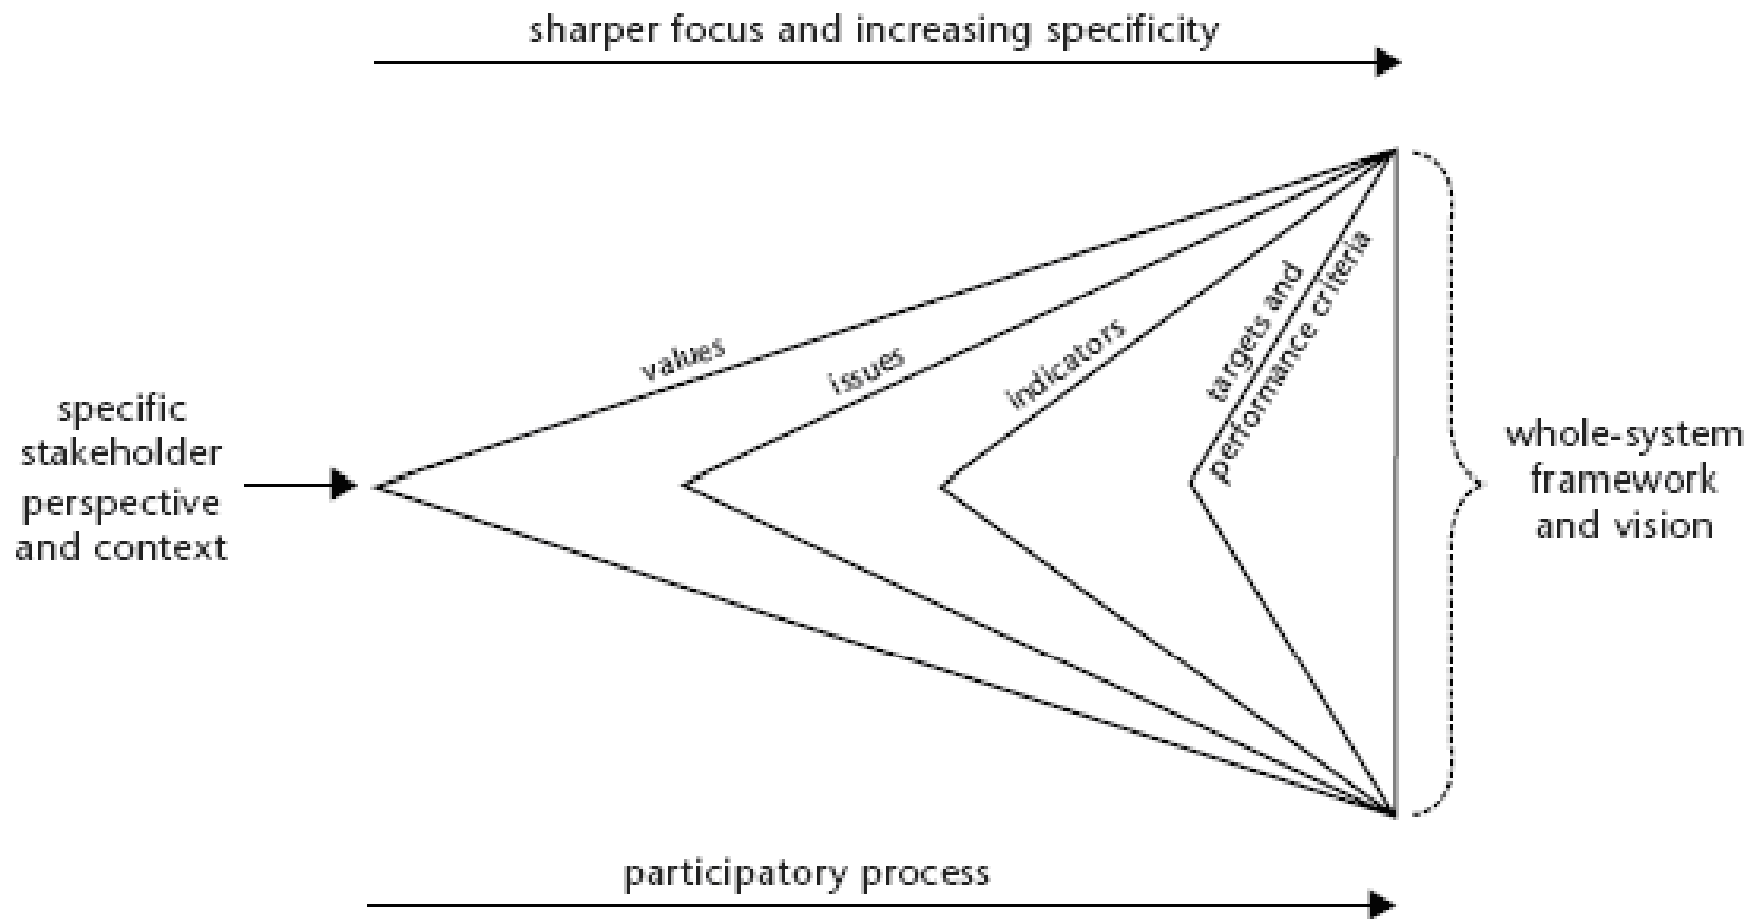 sharper focus and increasing specificity
values
issues
indicators
targets and
performance criteria
specific
stakeholder
perspective
and context
whole-system
framework
and vision
participatory process